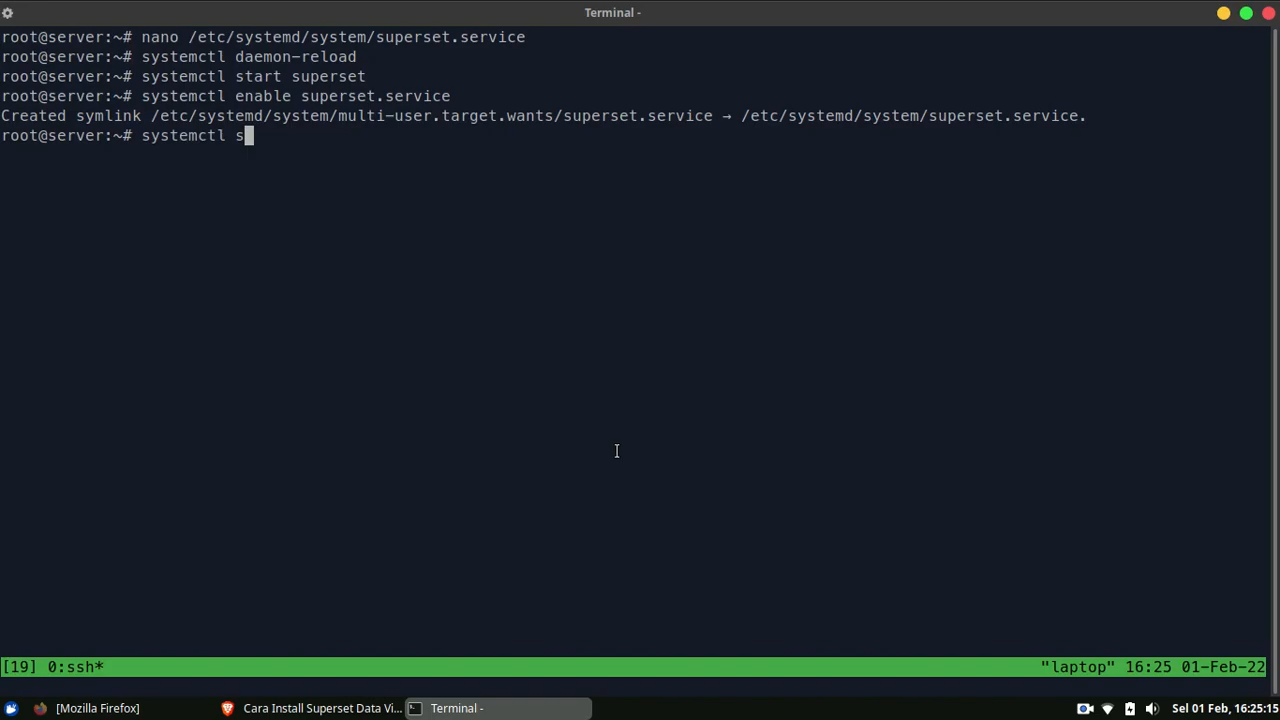 Terminal -
root@server:~# nano /etc/systemd/system/superset.service
root@server:~# systemctl daemon-reload
root@server:~# systemctl start superset
root@server:~# systemctl enable superset.service
Created symlink /etc/systemd/system/multi-user.target.wants/superset.service → /etc/systemd/system/superset.service.
root@server:~# systemctl s
[19] 0:ssh* "laptop" 16:25 01-Feb-22
[Mozilla Firefox] Cara Install Superset Data Vi... Terminal - Sel 01 Feb, 16:25:15